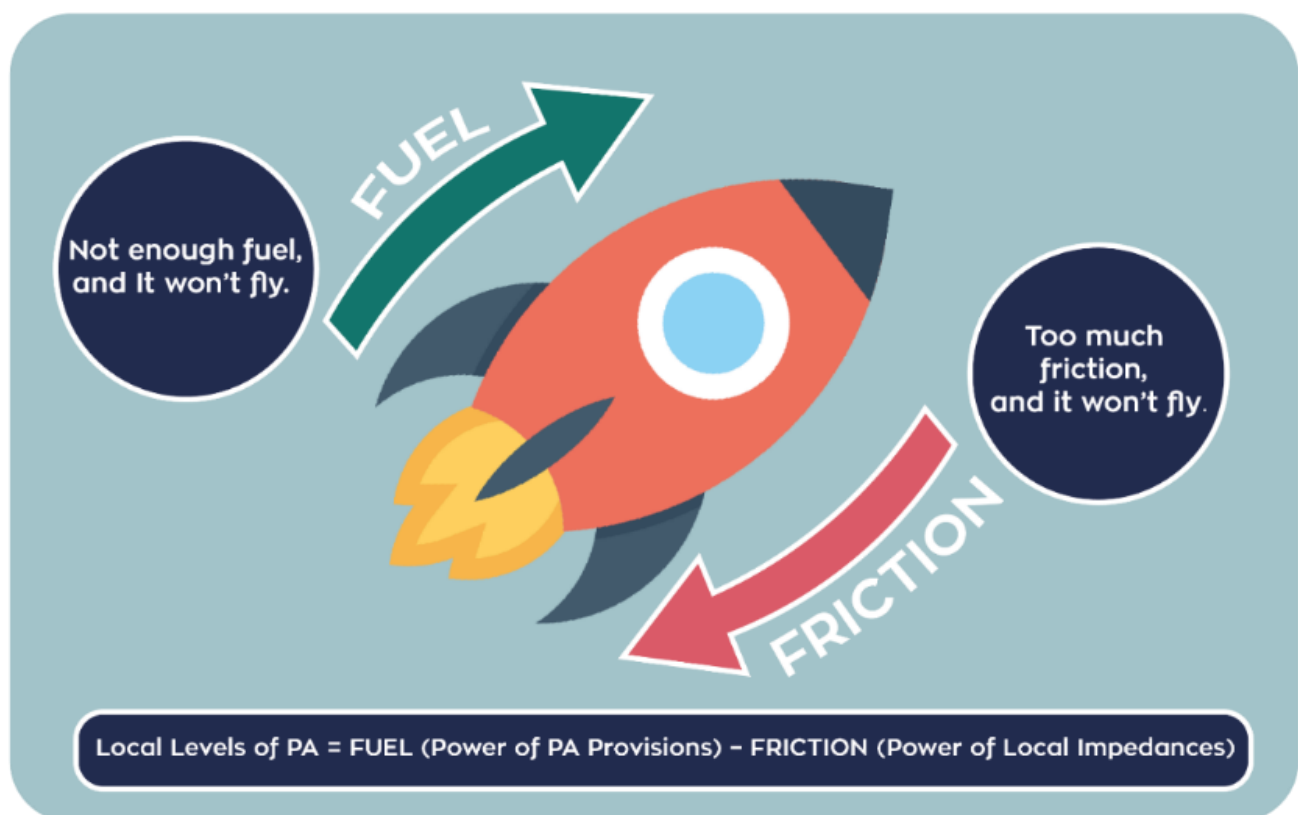 FUEL
Not enough fuel,
and It won't fly.
Too much
friction,
and it won't fly.
FRICTION
Local Levels of PA = FUEL (Power of PA Provisions) – FRICTION (Power of Local Impedances)